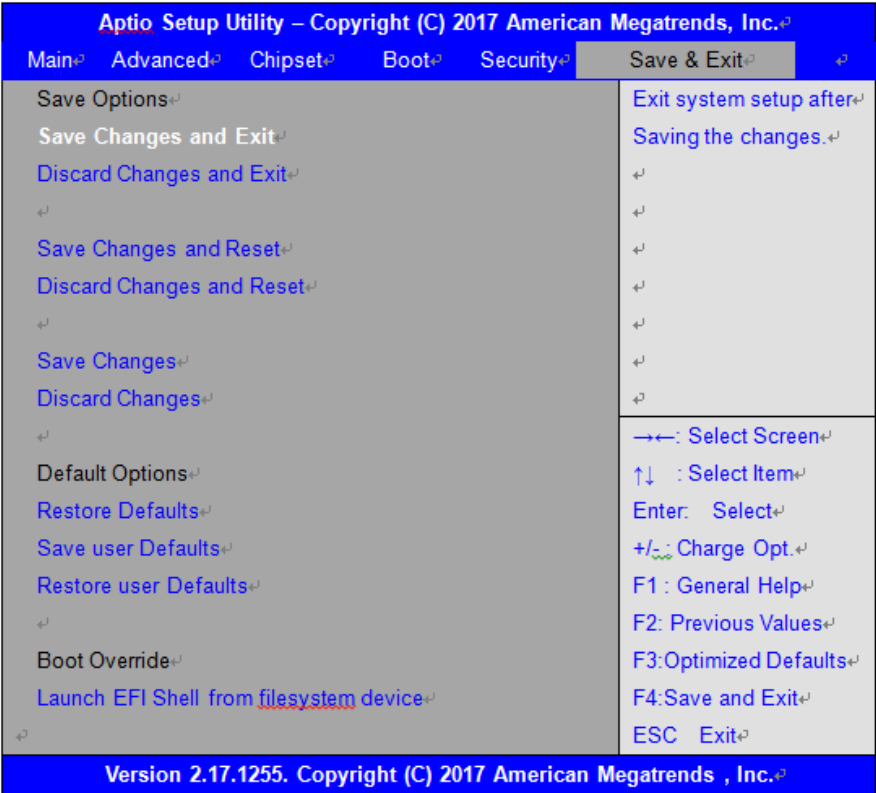 Aptio Setup Utility – Copyright (C) 2017 American Megatrends, Inc.
Main Advanced Chipset Boot Security Save & Exit
Save Options
Save Changes and Exit
Discard Changes and Exit
Save Changes and Reset
Discard Changes and Reset
Save Changes
Discard Changes
Default Options
Restore Defaults
Save user Defaults
Restore user Defaults
Boot Override
Launch EFI Shell from filesystem device
Exit system setup after
Saving the changes.
→←: Select Screen
↑↓ : Select Item
Enter: Select
+/- : Charge Opt.
F1 : General Help
F2: Previous Values
F3:Optimized Defaults
F4:Save and Exit
ESC Exit
Version 2.17.1255. Copyright (C) 2017 American Megatrends , Inc.